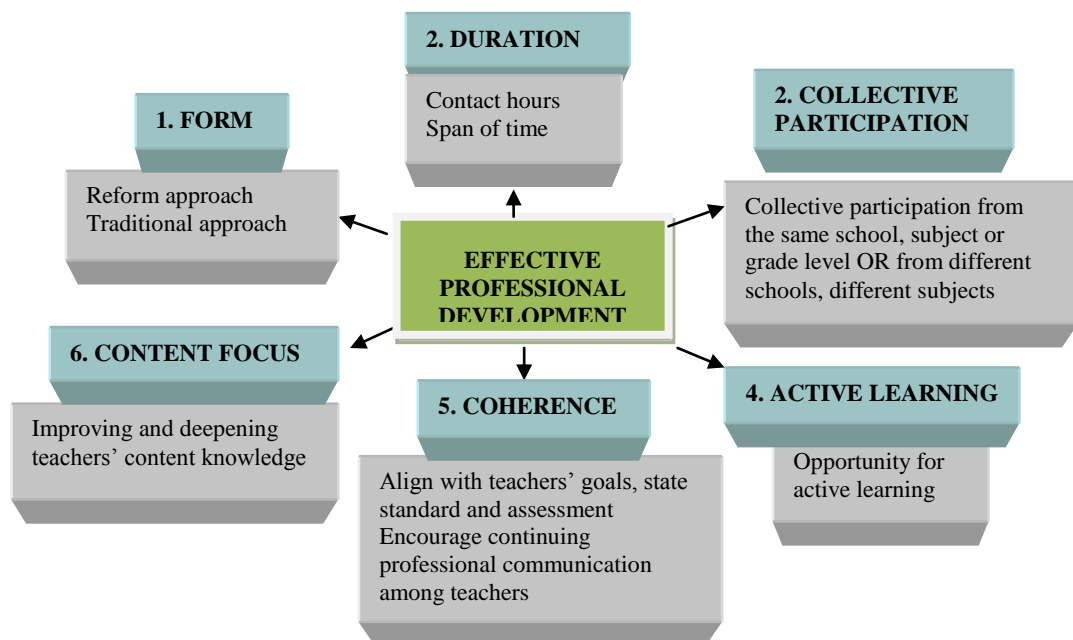 1. FORM
Reform approach
Traditional approach
2. DURATION
Contact hours
Span of time
2. COLLECTIVE
PARTICIPATION
Collective participation from
the same school, subject or
grade level OR from different
schools, different subjects
EFFECTIVE
PROFESSIONAL
DEVELOPMENT
6. CONTENT FOCUS
Improving and deepening
teachers’ content knowledge
5. COHERENCE
Align with teachers’ goals, state
standard and assessment
Encourage continuing
professional communication
among teachers
4. ACTIVE LEARNING
Opportunity for
active learning